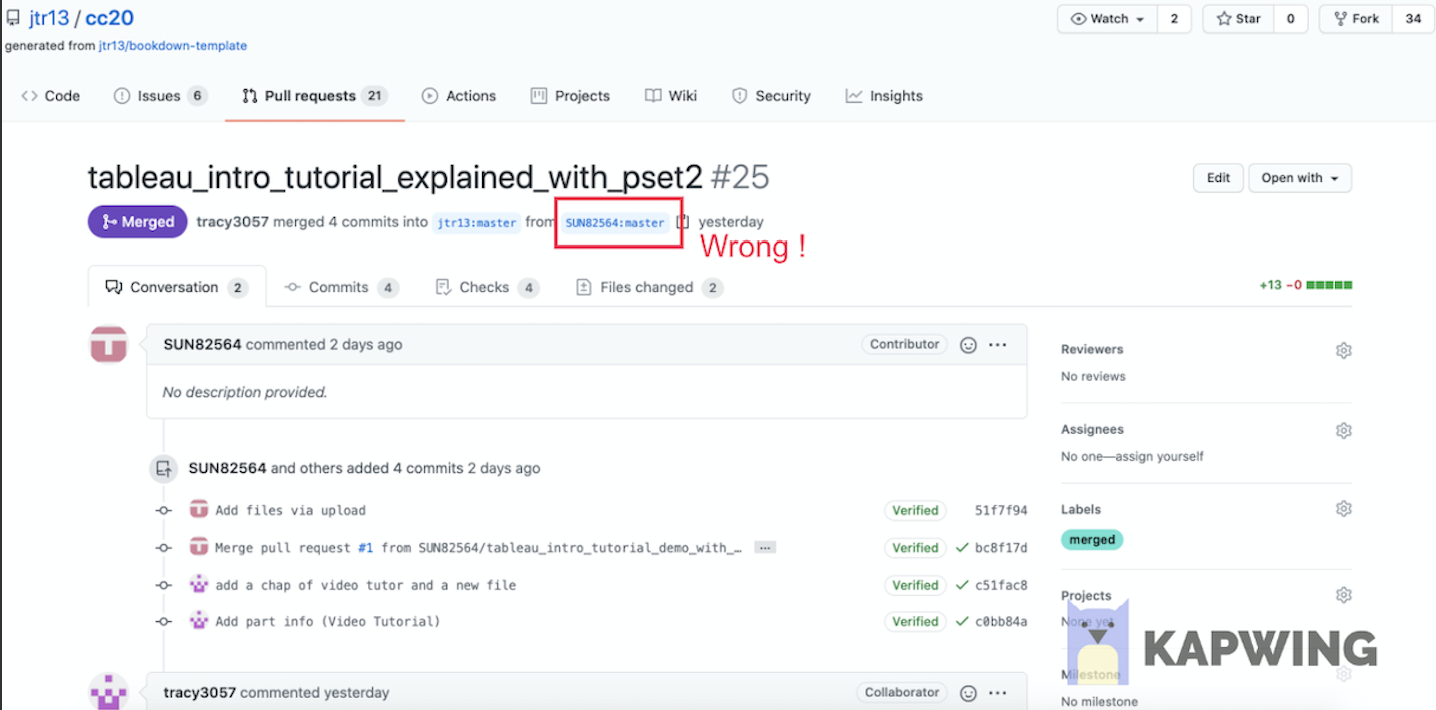 jtr13 / cc20
Watch 2 Star 0 Fork 34
generated from jtr13/bookdown-template
Code Issues 6 Pull requests 21 Actions Projects Wiki Security Insights
tableau_intro_tutorial_explained_with_pset2 #25
Edit Open with
Merged tracy3057 merged 4 commits into jtr13:master from SUN82564:master yesterday
Wrong !
Conversation 2 Commits 4 Checks 4 Files changed 2
+13 −0
SUN82564 commented 2 days ago Contributor ...
No description provided.
Reviewers
No reviews
Assignees
No one—assign yourself
SUN82564 and others added 4 commits 2 days ago
Add files via upload Verified 51f7f94
Merge pull request #1 from SUN82564/tableau_intro_tutorial_demo_with_… ... Verified bc8f17d
add a chap of video tutor and a new file Verified c51fac8
Add part info (Video Tutorial) Verified c0bb84a
Labels
merged
Projects
None yet
KAPWING
Milestone
No milestone
tracy3057 commented yesterday Collaborator ...